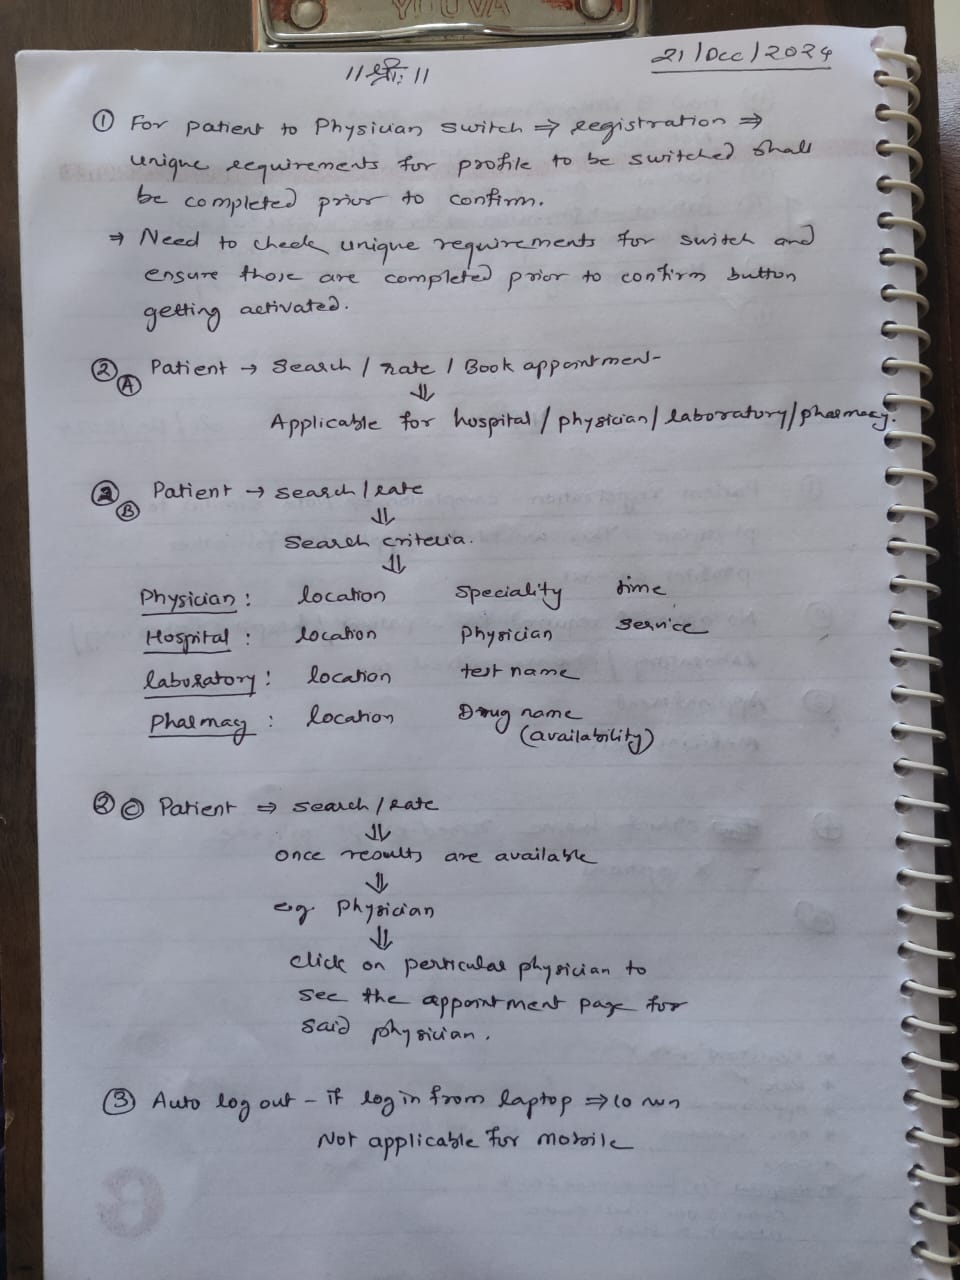 YOUVA
21/Dec/2024
॥श्रीः॥
① For patient to Physician switch ⇒ registration ⇒
unique requirements for profile to be switched shall
be completed prior to confirm.
⇒ Need to check unique requirements for switch and
ensure those are completed prior to confirm button
getting activated.
② Ⓐ Patient → Search / rate / Book appointment
⇓
Applicable for hospital / physician / laboratory / pharmacy.
② Ⓑ Patient → search / rate
⇓
Search criteria.
⇓
Physician : location speciality time
Hospital : location Physician service
laboratory : location test name
Pharmacy : location Drug name
(availability)
② Ⓒ Patient ⇒ search / rate
⇓
once results are available
⇓
eg. Physician
⇓
click on perticular physician to
see the appointment page for
said physician.
③ Auto log out - if log in from laptop ⇒ 10 min
Not applicable for mobile